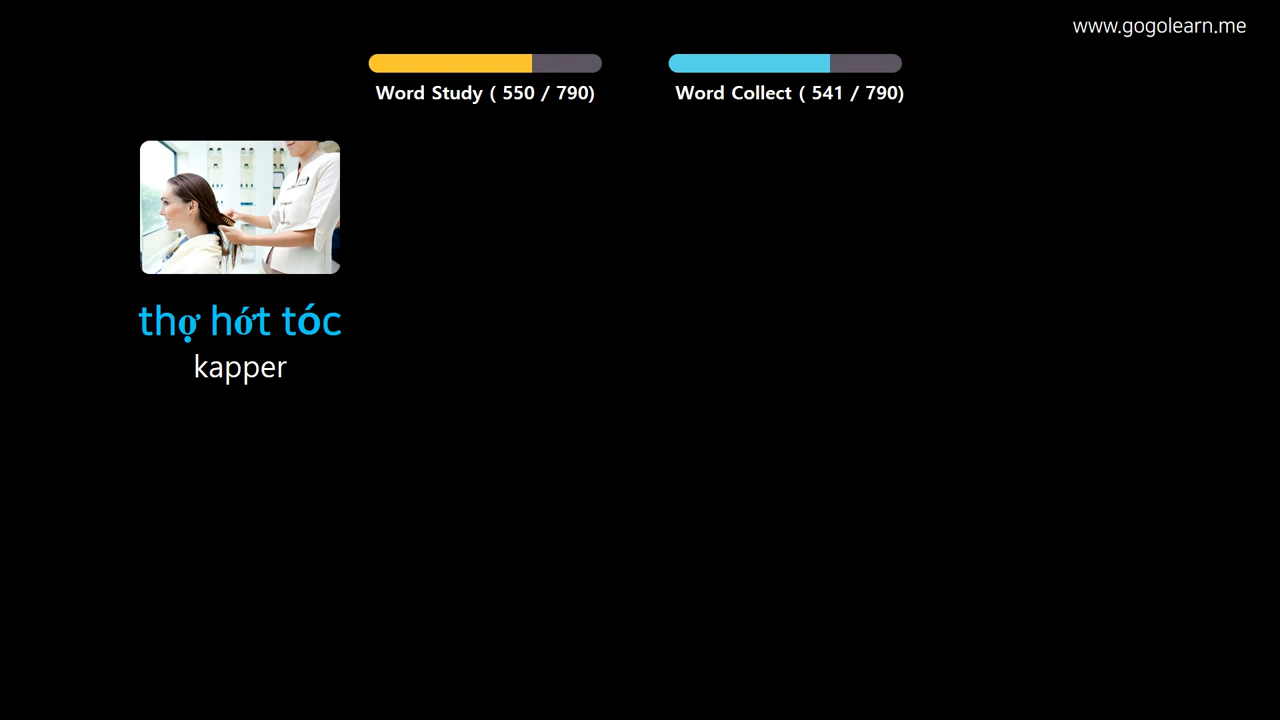 www.gogolearn.me
Word Study ( 550 / 790)
Word Collect ( 541 / 790)
thợ hớt tóc
kapper